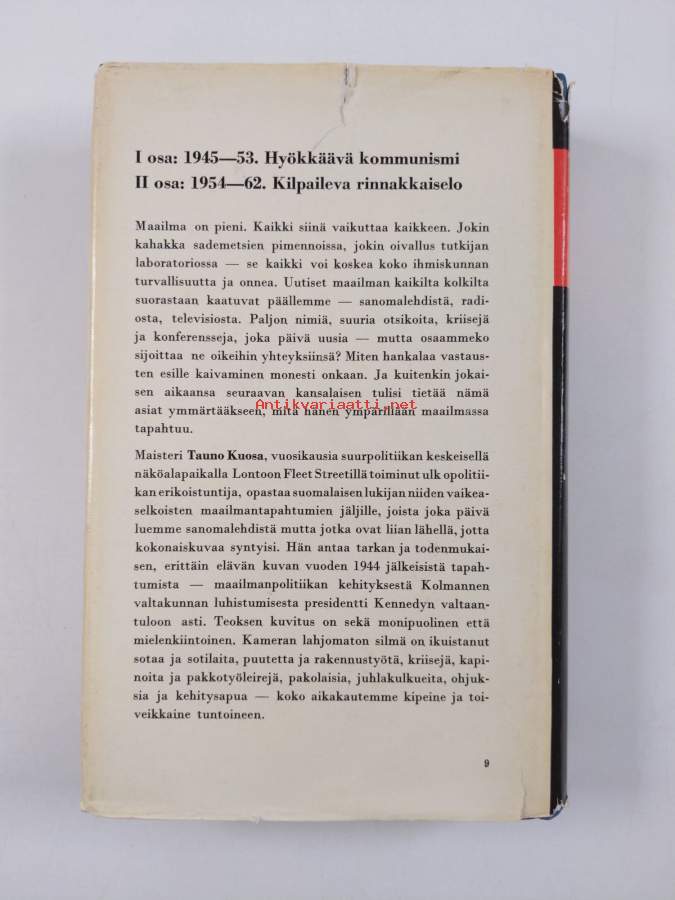 I osa: 1945—53. Hyökkäävä kommunismi
II osa: 1954—62. Kilpaileva rinnakkaiselo
Maailma on pieni. Kaikki siinä vaikuttaa kaikkeen. Jokin
kahakka sademetsien pimennoissa, jokin oivallus tutkijan
laboratoriossa — se kaikki voi koskea koko ihmiskunnan
turvallisuutta ja onnea. Uutiset maailman kaikilta kolkilta
suorastaan kaatuvat päällemme — sanomalehdistä, radi-
osta, televisiosta. Paljon nimiä, suuria otsikoita, kriisejä
ja konferensseja, joka päivä uusia — mutta osaammeko
sijoittaa ne oikeihin yhteyksiinsä? Miten hankalaa vastaus-
ten esille kaivaminen monesti onkaan. Ja kuitenkin jokai-
sen aikaansa seuraavan kansalaisen tulisi tietää nämä
asiat ymmärtääkseen, mitä hänen ympärillään maailmassa
tapahtuu.
Antikvariaatti.net
Maisteri Tauno Kuosa, vuosikausia suurpolitiikan keskeisellä
näköalapaikalla Lontoon Fleet Streetillä toiminut ulk opolitii-
kan erikoistuntija, opastaa suomalaisen lukijan niiden vaikea-
selkoisten maailmantapahtumien jäljille, joista joka päivä
luemme sanomalehdistä mutta jotka ovat liian lähellä, jotta
kokonaiskuvaa syntyisi. Hän antaa tarkan ja todenmukai-
sen, erittäin elävän kuvan vuoden 1944 jälkeisistä tapah-
tumista — maailmanpolitiikan kehityksestä Kolmannen
valtakunnan luhistumisesta presidentti Kennedyn valtaan-
tuloon asti. Teoksen kuvitus on sekä monipuolinen että
mielenkiintoinen. Kameran lahjomaton silmä on ikuistanut
sotaa ja sotilaita, puutetta ja rakennustyötä, kriisejä, kapi-
noita ja pakkotyöleirejä, pakolaisia, juhlakulkueita, ohjuk-
sia ja kehitysapua — koko aikakautemme kipeine ja toi-
veikkaine tuntoineen.
9